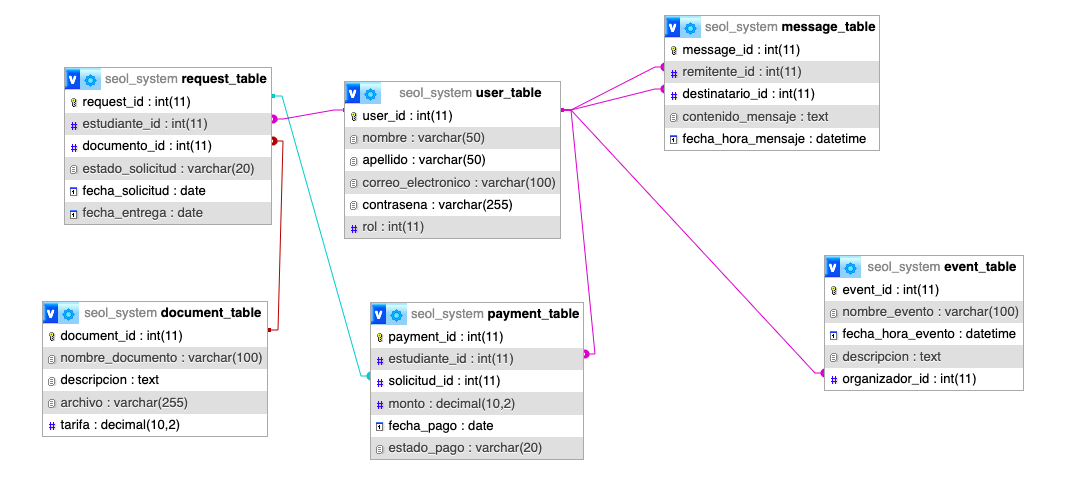 seol_system request_table
request_id : int(11)
estudiante_id : int(11)
documento_id : int(11)
estado_solicitud : varchar(20)
fecha_solicitud : date
fecha_entrega : date
seol_system user_table
user_id : int(11)
nombre : varchar(50)
apellido : varchar(50)
correo_electronico : varchar(100)
contrasena : varchar(255)
rol : int(11)
seol_system message_table
message_id : int(11)
remitente_id : int(11)
destinatario_id : int(11)
contenido_mensaje : text
fecha_hora_mensaje : datetime
seol_system document_table
document_id : int(11)
nombre_documento : varchar(100)
descripcion : text
archivo : varchar(255)
tarifa : decimal(10,2)
seol_system payment_table
payment_id : int(11)
estudiante_id : int(11)
solicitud_id : int(11)
monto : decimal(10,2)
fecha_pago : date
estado_pago : varchar(20)
seol_system event_table
event_id : int(11)
nombre_evento : varchar(100)
fecha_hora_evento : datetime
descripcion : text
organizador_id : int(11)